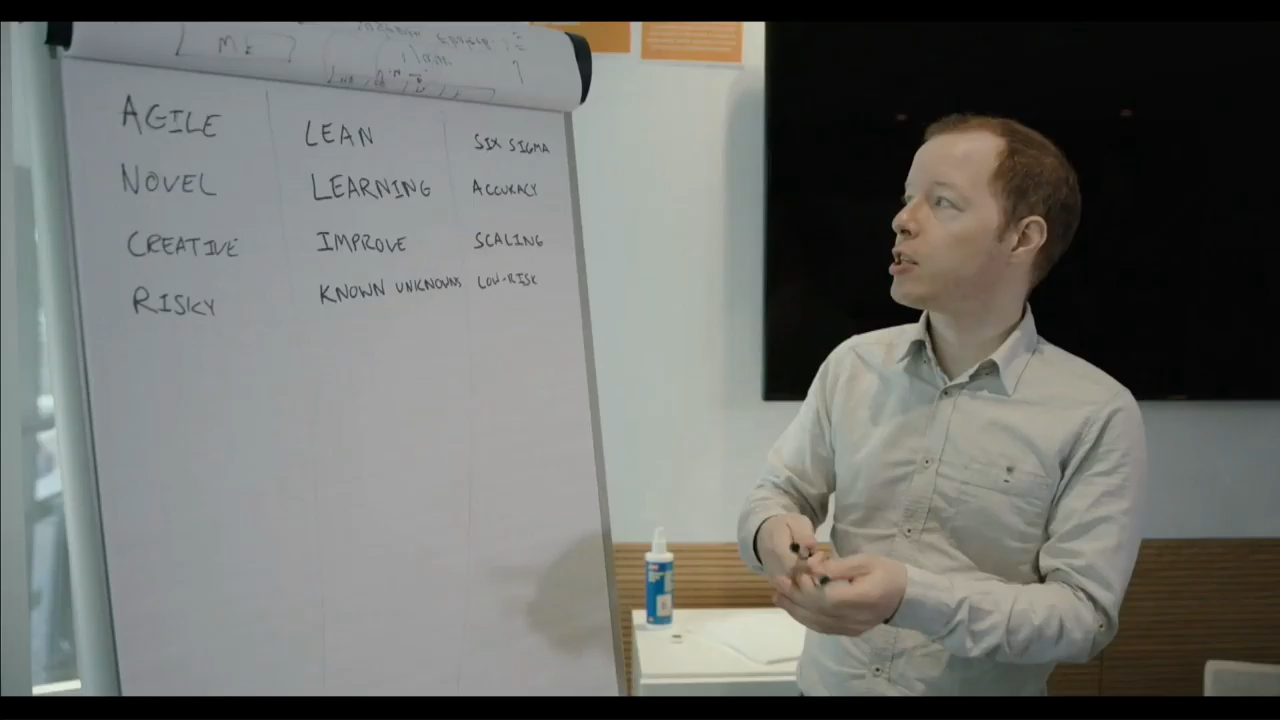 AGILE LEAN SIX SIGMA
NOVEL LEARNING ACCURACY
CREATIVE IMPROVE SCALING
RISKY KNOWN UNKNOWNS LOW-RISK